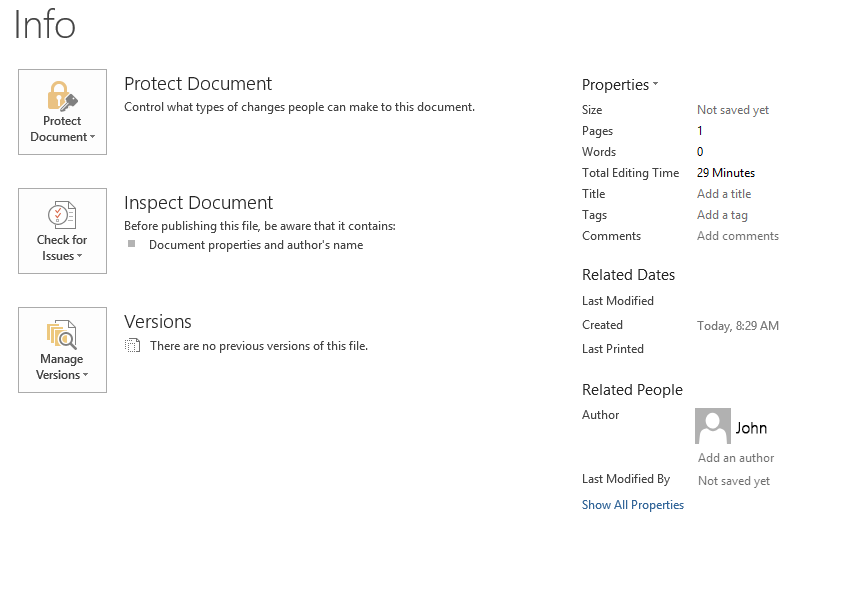 Info
Protect Document
Protect Document
Control what types of changes people can make to this document.
Check for Issues
Inspect Document
Before publishing this file, be aware that it contains:
Document properties and author's name
Manage Versions
Versions
There are no previous versions of this file.
Properties
Size Not saved yet
Pages 1
Words 0
Total Editing Time 29 Minutes
Title Add a title
Tags Add a tag
Comments Add comments
Related Dates
Last Modified
Created Today, 8:29 AM
Last Printed
Related People
Author John
Add an author
Last Modified By Not saved yet
Show All Properties